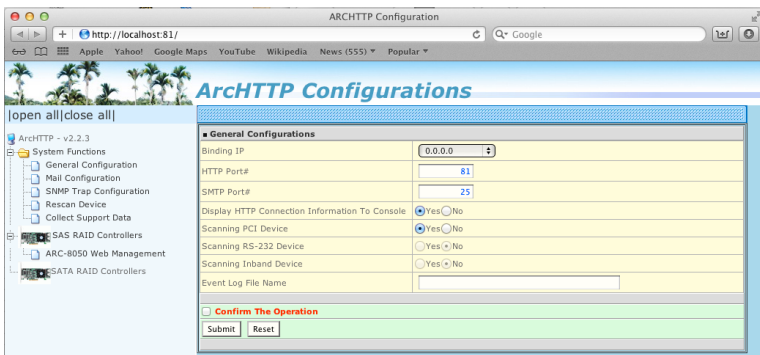 ARCHTTP Configuration
http://localhost:81/
Google
Apple Yahoo! Google Maps YouTube Wikipedia News (555) Popular
ArcHTTP Configurations
|open all|close all|
ArcHTTP - v2.2.3
System Functions
General Configuration
Mail Configuration
SNMP Trap Configuration
Rescan Device
Collect Support Data
SAS RAID Controllers
ARC-8050 Web Management
SATA RAID Controllers
General Configurations
Binding IP 0.0.0.0
HTTP Port# 81
SMTP Port# 25
Display HTTP Connection Information To Console Yes No
Scanning PCI Device Yes No
Scanning RS-232 Device Yes No
Scanning Inband Device Yes No
Event Log File Name
Confirm The Operation
Submit Reset